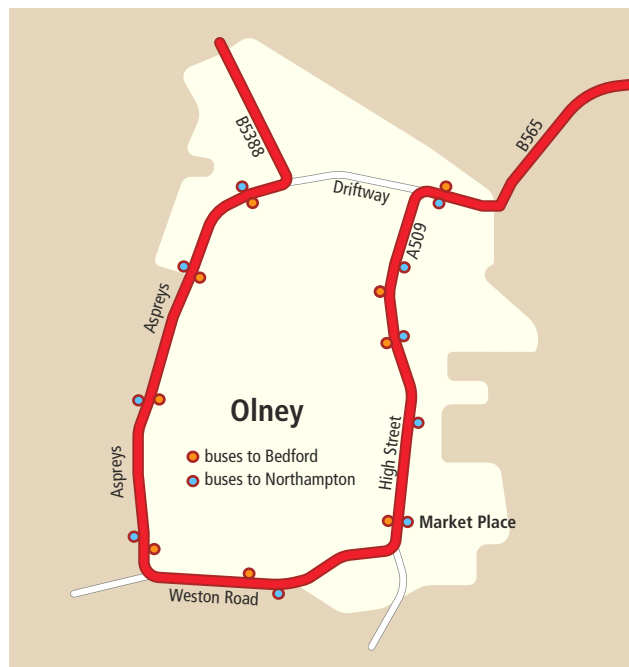 B5388
B565
Driftway
A509
Aspreys
Olney
buses to Bedford
buses to Northampton
High Street
Aspreys
Market Place
Weston Road